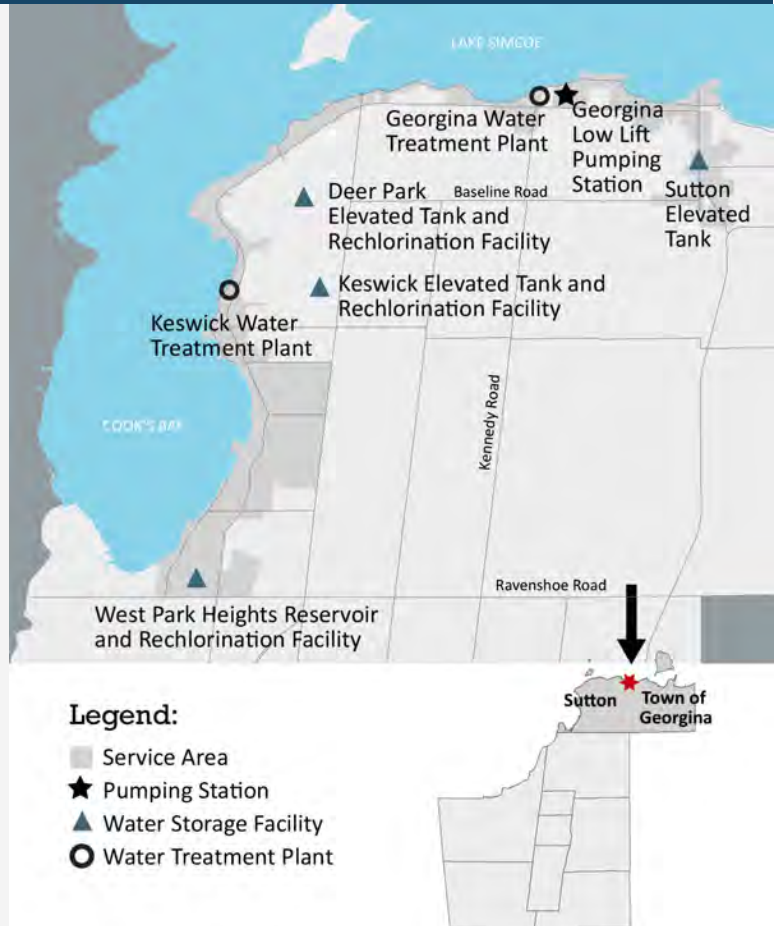 LAKE SIMCOE
Georgina Water
Treatment Plant
Georgina
Low Lift
Pumping
Station
Deer Park
Elevated Tank and
Rechlorination Facility
Baseline Road
Sutton
Elevated
Tank
Keswick Elevated Tank and
Rechlorination Facility
Keswick Water
Treatment Plant
Kennedy Road
COOK'S BAY
Ravenshoe Road
West Park Heights Reservoir
and Rechlorination Facility
Sutton
Town of
Georgina
Legend:
Service Area
Pumping Station
Water Storage Facility
Water Treatment Plant